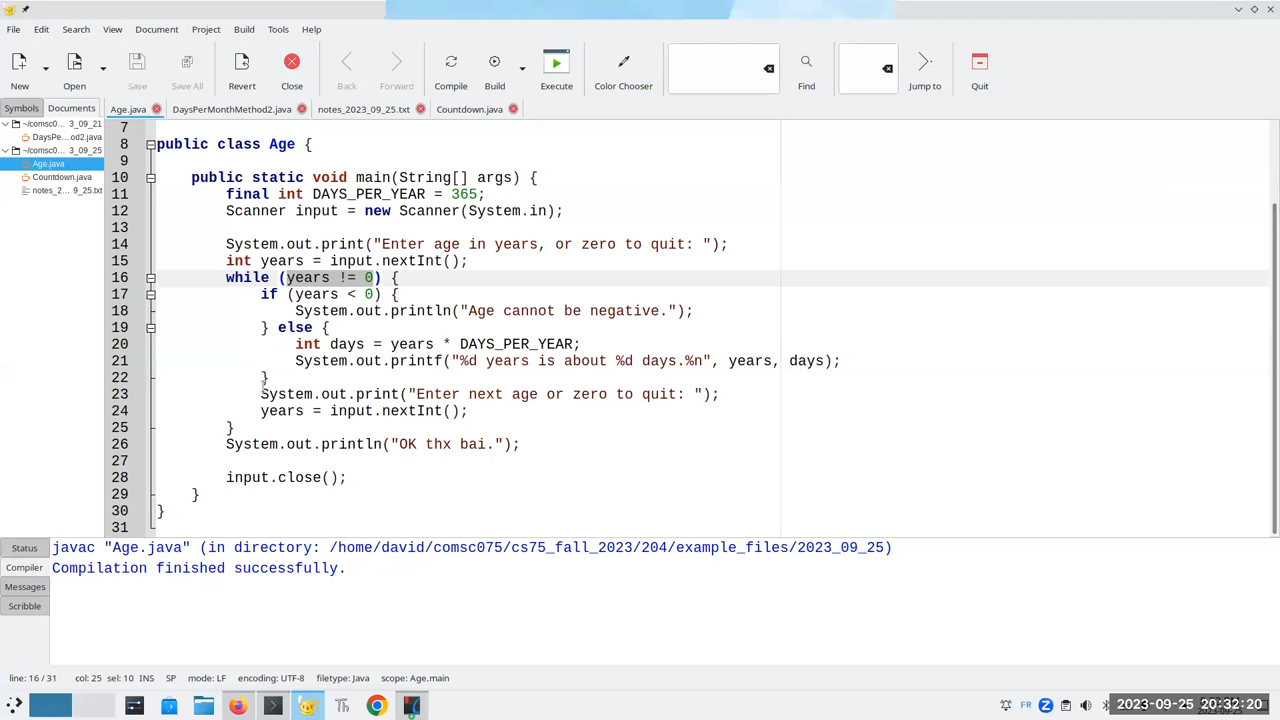 File Edit Search View Document Project Build Tools Help
New Open Save Save All Revert Close Back Forward Compile Build Execute Color Chooser Find Jump to Quit
Symbols Documents Age.java DaysPerMonthMethod2.java notes_2023_09_25.txt Countdown.java
~/comsc0... 3_09_21
DaysPe... od2.java
~/comsc0... 3_09_25
Age.java
Countdown.java
notes_2... 9_25.txt
7
8 public class Age {
9
10 public static void main(String[] args) {
11 final int DAYS_PER_YEAR = 365;
12 Scanner input = new Scanner(System.in);
13
14 System.out.print("Enter age in years, or zero to quit: ");
15 int years = input.nextInt();
16 while (years != 0) {
17 if (years < 0) {
18 System.out.println("Age cannot be negative.");
19 } else {
20 int days = years * DAYS_PER_YEAR;
21 System.out.printf("%d years is about %d days.%n", years, days);
22 }
23 System.out.print("Enter next age or zero to quit: ");
24 years = input.nextInt();
25 }
26 System.out.println("OK thx bai.");
27
28 input.close();
29 }
30 }
31
Status
Compiler
Messages
Scribble
javac "Age.java" (in directory: /home/david/comsc075/cs75_fall_2023/204/example_files/2023_09_25)
Compilation finished successfully.
line: 16 / 31 col: 25 sel: 10 INS SP mode: LF encoding: UTF-8 filetype: Java scope: Age.main
FR 2023-09-25 20:32:20